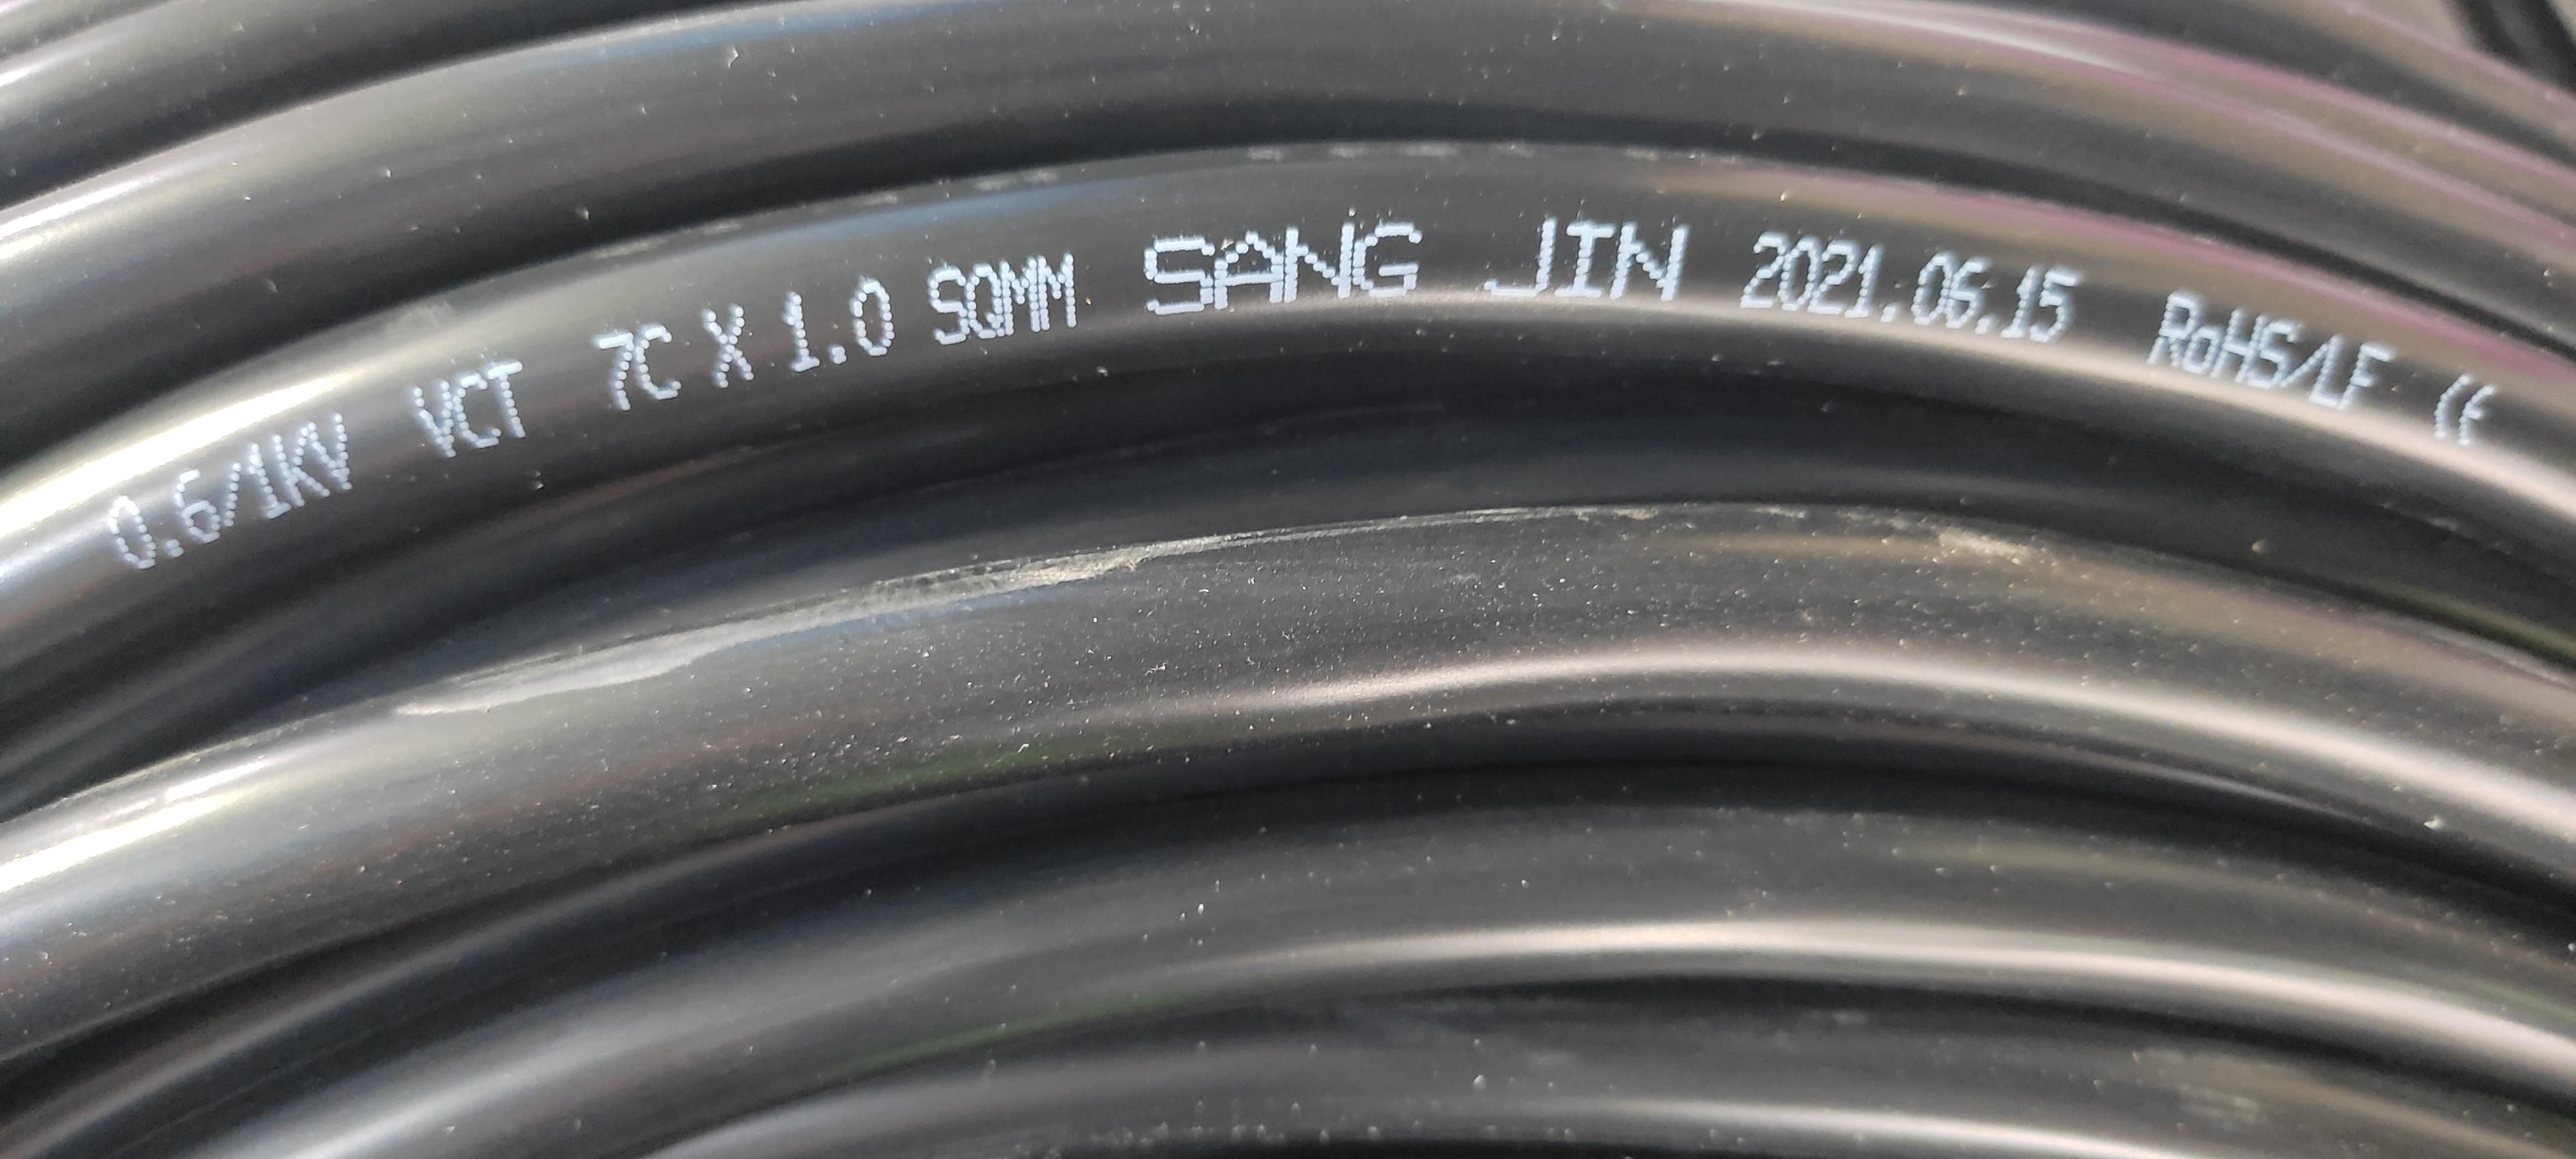 0.6/1KV VCT 7C X 1.0 SQMM SANG JIN 2021.06.15 RoHS/LF CE